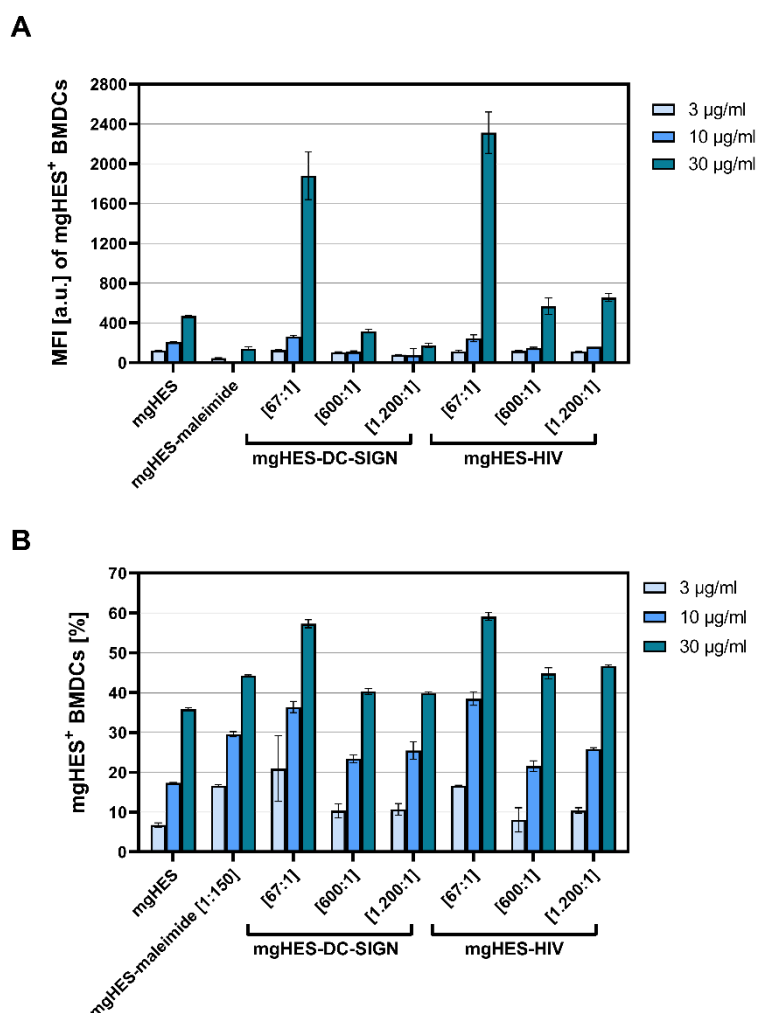 A
MFI [a.u.] of mgHES+ BMDCs
2800
2400
2000
1600
1200
800
400
0
3 µg/ml
10 µg/ml
30 µg/ml
mgHES
mgHES-maleimide
[67:1]
[600:1]
[1.200:1]
[67:1]
[600:1]
[1.200:1]
mgHES-DC-SIGN
mgHES-HIV
B
mgHES+ BMDCs [%]
70
60
50
40
30
20
10
0
3 µg/ml
10 µg/ml
30 µg/ml
mgHES
mgHES-maleimide [1:150]
[67:1]
[600:1]
[1.200:1]
[67:1]
[600:1]
[1.200:1]
mgHES-DC-SIGN
mgHES-HIV